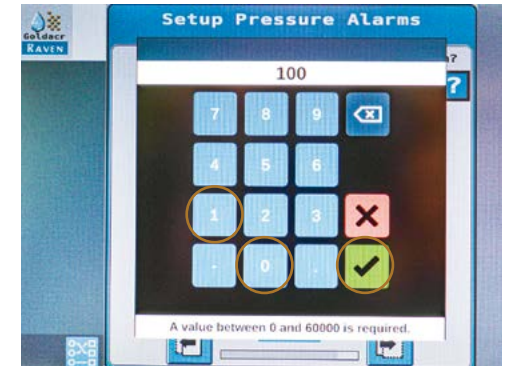 Setup Pressure Alarms
Goldacr
RAVEN
n?
?
100
7 8 9
4 5 6
1 2 3
- 0 .
A value between 0 and 60000 is required.